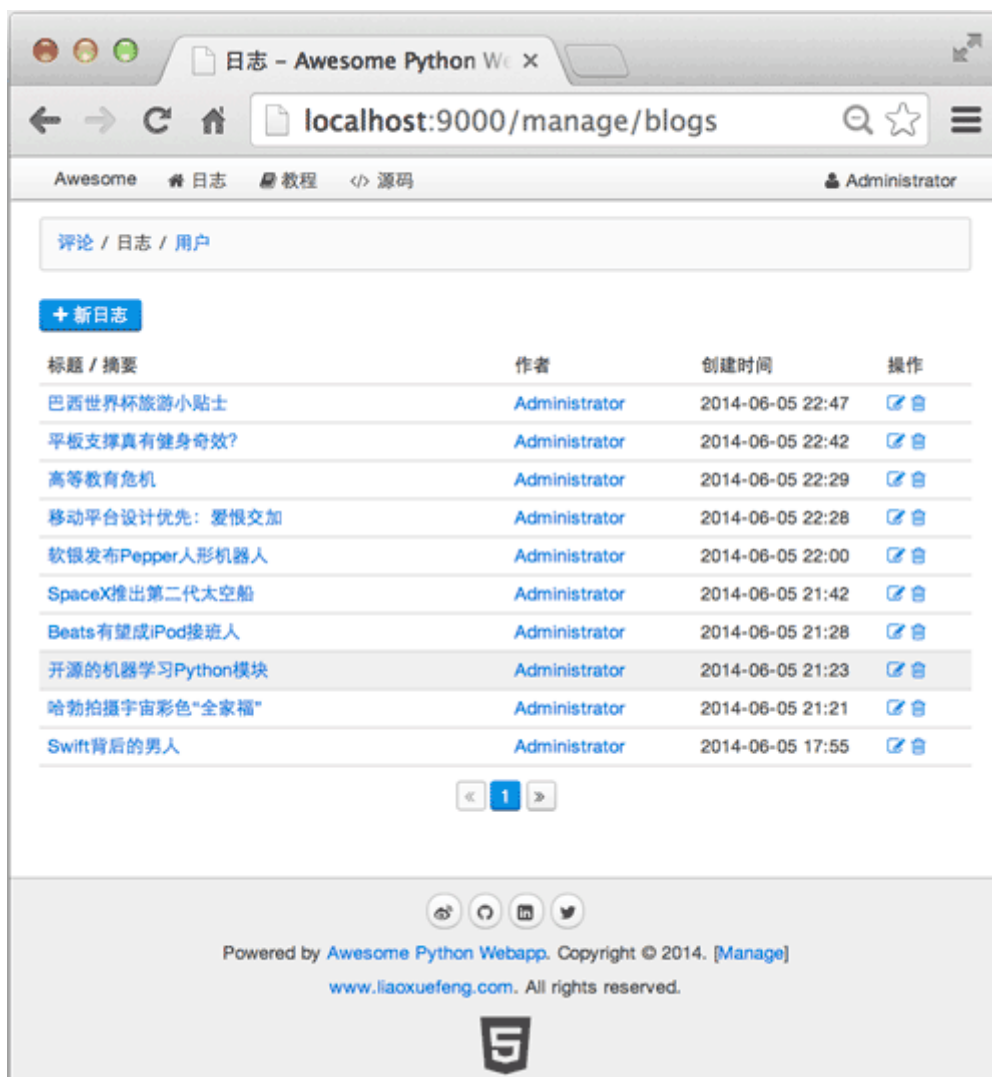 日志 – Awesome Python We
localhost:9000/manage/blogs
Awesome 日志 教程 </> 源码 Administrator
评论 / 日志 / 用户
+ 新日志
标题 / 摘要 作者 创建时间 操作
巴西世界杯旅游小贴士 Administrator 2014-06-05 22:47
平板支撑真有健身奇效? Administrator 2014-06-05 22:42
高等教育危机 Administrator 2014-06-05 22:29
移动平台设计优先：爱恨交加 Administrator 2014-06-05 22:28
软银发布Pepper人形机器人 Administrator 2014-06-05 22:00
SpaceX推出第二代太空船 Administrator 2014-06-05 21:42
Beats有望成iPod接班人 Administrator 2014-06-05 21:28
开源的机器学习Python模块 Administrator 2014-06-05 21:23
哈勃拍摄宇宙彩色"全家福" Administrator 2014-06-05 21:21
Swift背后的男人 Administrator 2014-06-05 17:55
« 1 »
Powered by Awesome Python Webapp. Copyright © 2014. [Manage]
www.liaoxuefeng.com. All rights reserved.
5